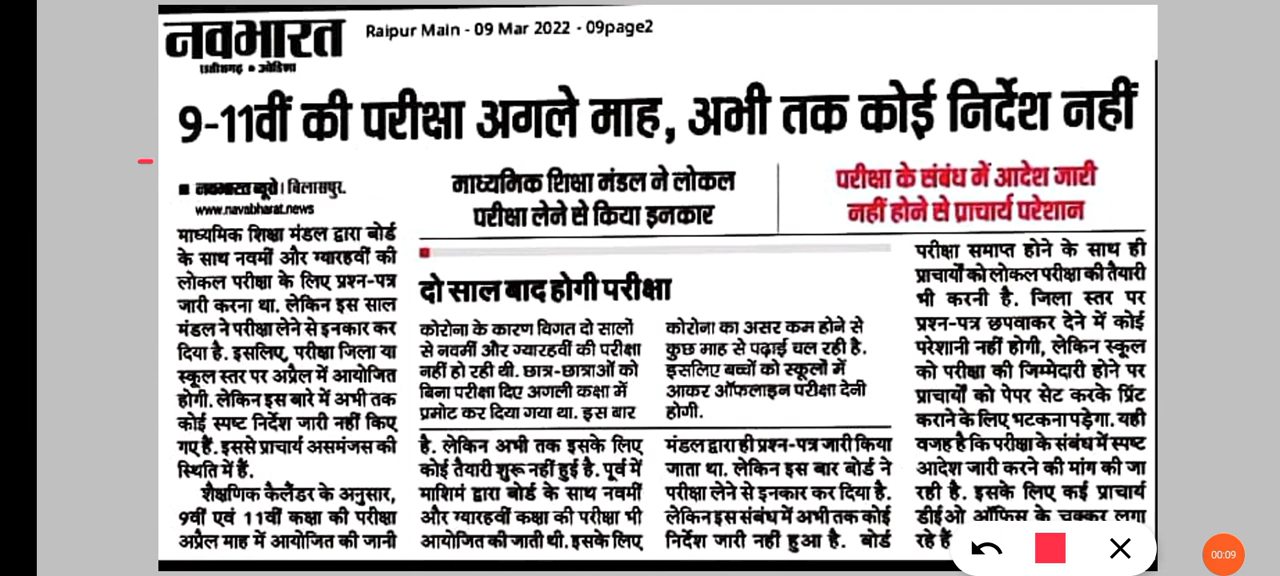 नवभारत
छत्तीसगढ़ • ओडिशा
Raipur Main - 09 Mar 2022 - 09page2
9-11वीं की परीक्षा अगले माह, अभी तक कोई निर्देश नहीं
माध्यमिक शिक्षा मंडल ने लोकल
परीक्षा लेने से किया इनकार
परीक्षा के संबंध में आदेश जारी
नहीं होने से प्राचार्य परेशान
■ नवभारत ब्यूरो। बिलासपुर.
www.navabharat.news
माध्यमिक शिक्षा मंडल द्वारा बोर्ड
के साथ नवमीं और ग्यारहवीं की
लोकल परीक्षा के लिए प्रश्न-पत्र
जारी करना था. लेकिन इस साल
मंडल ने परीक्षा लेने से इनकार कर
दिया है. इसलिए, परीक्षा जिला या
स्कूल स्तर पर अप्रैल में आयोजित
होगी. लेकिन इस बारे में अभी तक
कोई स्पष्ट निर्देश जारी नहीं किए
गए हैं. इससे प्राचार्य असमंजस की
स्थिति में हैं.
शैक्षणिक कैलेंडर के अनुसार,
9वीं एवं 11वीं कक्षा की परीक्षा
अप्रैल माह में आयोजित की जानी
दो साल बाद होगी परीक्षा
कोरोना के कारण विगत दो सालों
से नवमीं और ग्यारहवीं की परीक्षा
नहीं हो रही थी. छात्र-छात्राओं को
बिना परीक्षा दिए अगली कक्षा में
प्रमोट कर दिया गया था. इस बार
कोरोना का असर कम होने से
कुछ माह से पढ़ाई चल रही है.
इसलिए बच्चों को स्कूलों में
आकर ऑफलाइन परीक्षा देनी
होगी.
है. लेकिन अभी तक इसके लिए
कोई तैयारी शुरू नहीं हुई है. पूर्व में
माशिमं द्वारा बोर्ड के साथ नवमीं
और ग्यारहवीं कक्षा की परीक्षा भी
आयोजित की जाती थी. इसके लिए
मंडल द्वारा ही प्रश्न-पत्र जारी किया
जाता था. लेकिन इस बार बोर्ड ने
परीक्षा लेने से इनकार कर दिया है.
लेकिन इस संबंध में अभी तक कोई
निर्देश जारी नहीं हुआ है. बोर्ड
परीक्षा समाप्त होने के साथ ही
प्राचार्यों को लोकल परीक्षा की तैयारी
भी करनी है. जिला स्तर पर
प्रश्न-पत्र छपवाकर देने में कोई
परेशानी नहीं होगी, लेकिन स्कूल
को परीक्षा की जिम्मेदारी होने पर
प्राचार्यों को पेपर सेट करके प्रिंट
कराने के लिए भटकना पड़ेगा. यही
वजह है कि परीक्षा के संबंध में स्पष्ट
आदेश जारी करने की मांग की जा
रही है. इसके लिए कई प्राचार्य
डीईओ ऑफिस के चक्कर लगा
रहे हैं
00:09